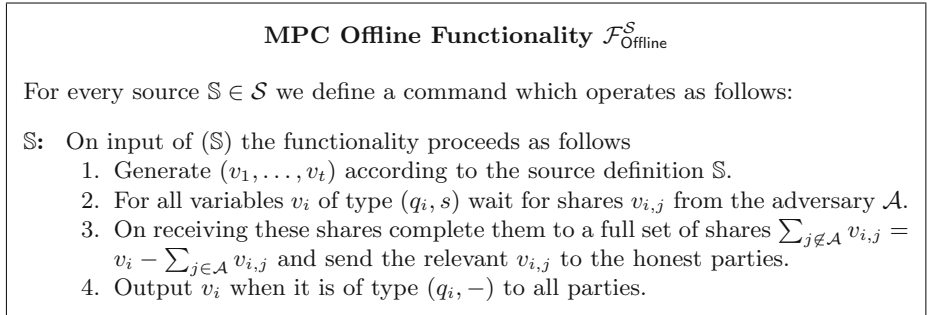 MPC Offline Functionality $\mathcal{F}_{\mathsf{Offline}}^{\mathcal{S}}$
For every source $\mathbb{S} \in \mathcal{S}$ we define a command which operates as follows:
$\mathbb{S}$: On input of ($\mathbb{S}$) the functionality proceeds as follows
1. Generate $(v_1, \ldots, v_t)$ according to the source definition $\mathbb{S}$.
2. For all variables $v_i$ of type $(q_i, s)$ wait for shares $v_{i,j}$ from the adversary $\mathcal{A}$.
3. On receiving these shares complete them to a full set of shares $\sum_{j \notin \mathcal{A}} v_{i,j} =$
$v_i - \sum_{j \in \mathcal{A}} v_{i,j}$ and send the relevant $v_{i,j}$ to the honest parties.
4. Output $v_i$ when it is of type $(q_i, -)$ to all parties.